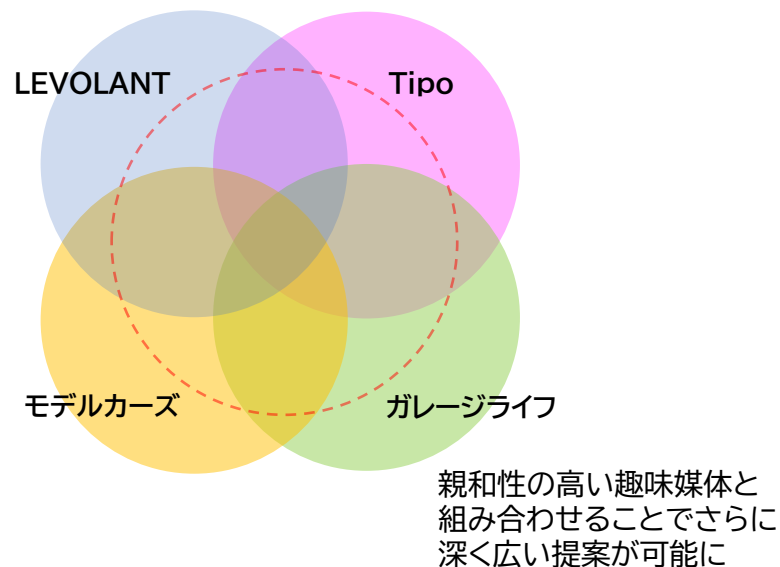 LEVOLANT
Tipo
モデルカーズ
ガレージライフ
親和性の高い趣味媒体と
組み合わせることでさらに
深く広い提案が可能に